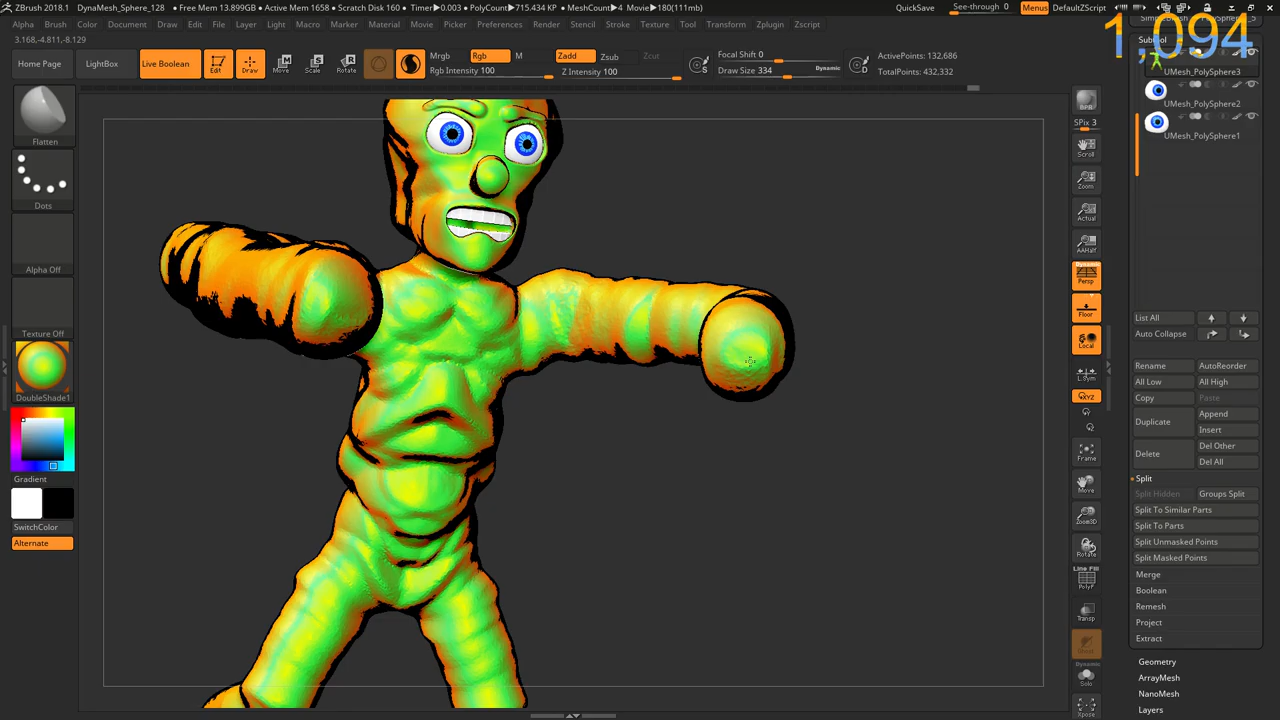 ZBrush 2018.1 DynaMesh_Sphere_128 • Free Mem 13.899GB • Active Mem 1658 • Scratch Disk 160 • Timer▶0.003 • PolyCount▶715.434 KP • MeshCount▶4 Movie▶180(111mb) QuickSave See-through 0 Menus DefaultZScript
Alpha Brush Color Document Draw Edit File Layer Light Macro Marker Material Movie Picker Preferences Render Stencil Stroke Texture Tool Transform Zplugin Zscript
1,094
3.168,-4.811,-8.129
Home Page LightBox Live Boolean Edit Draw Move Scale Rotate
Mrgb Rgb M Zadd Zsub Zcut
Rgb Intensity 100 Z Intensity 100
Focal Shift 0
Draw Size 334 Dynamic
ActivePoints: 132,686
TotalPoints: 432,332
Flatten
Dots
Alpha Off
Texture Off
DoubleShade1
Gradient
SwitchColor
Alternate
BPR
SPix 3
Scroll
Zoom
Actual
AAHalf
Dynamic
Persp
Floor
Local
L.Sym
XYZ
Frame
Move
Zoom3D
Rotate
Line Fill
PolyF
Transp
Dynamic
Solo
Xpose
UMesh_PolySphere3
UMesh_PolySphere2
UMesh_PolySphere1
List All
Auto Collapse
Rename AutoReorder
All Low All High
Copy Paste
Duplicate Append
Insert
Delete Del Other
Del All
Split
Split Hidden Groups Split
Split To Similar Parts
Split To Parts
Split Unmasked Points
Split Masked Points
Merge
Boolean
Remesh
Project
Extract
Geometry
ArrayMesh
NanoMesh
Layers